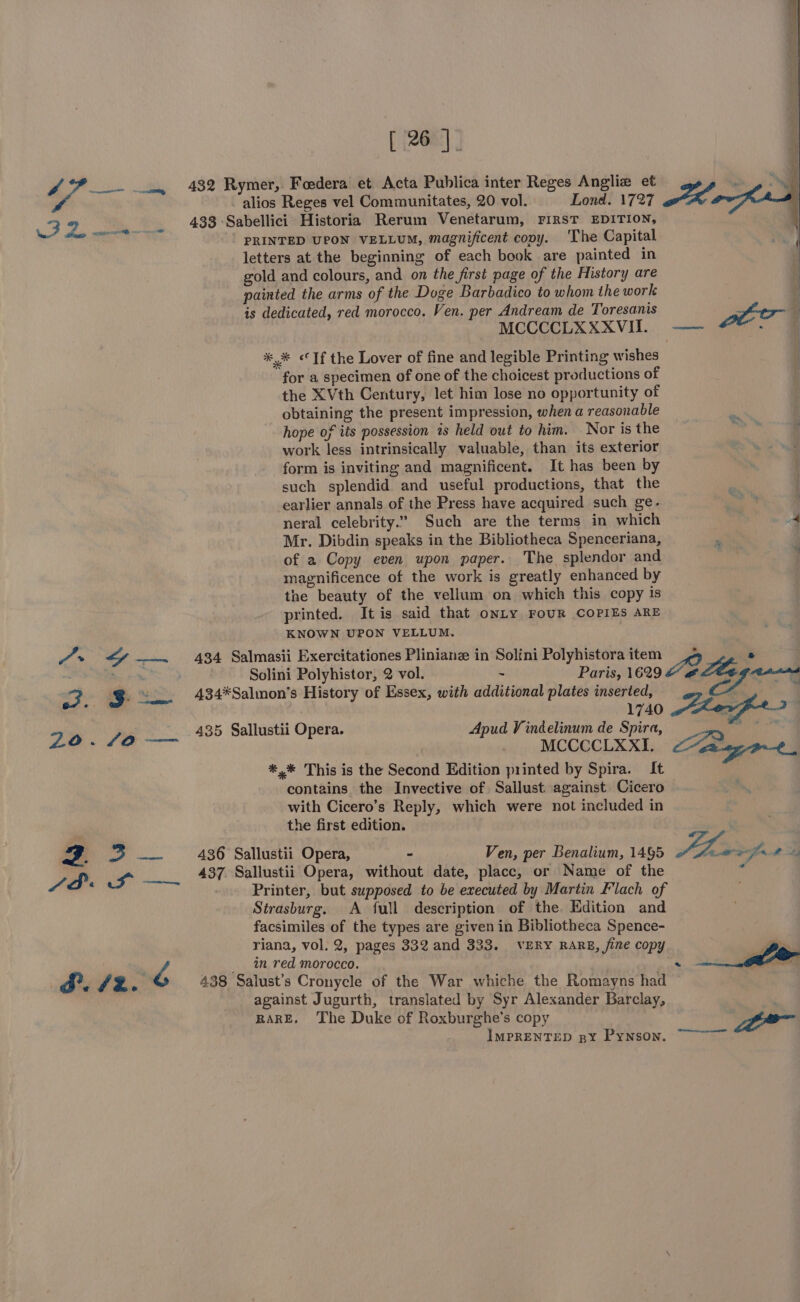 [ 26 ]
17 — — 432 Rymer, Fœdera et Acta Publica inter Reges Angliæ et
alios Reges vel Communitates, 20 vol. Lond. 1727
32 — — 433 Sabellici Historia Rerum Venetarum, FIRST EDITION,
PRINTED UPON VELLUM, magnificent copy. The Capital
letters at the beginning of each book are painted in
gold and colours, and on the first page of the History are
painted the arms of the Doge Barbadico to whom the work
is dedicated, red morocco. Ven. per Andream de Toresanis
MCCCCLXXXVII. —
*⁎* “If the Lover of fine and legible Printing wishes
for a specimen of one of the choicest productions of
the XVth Century, let him lose no opportunity of
obtaining the present impression, when a reasonable
hope of its possession is held out to him. Nor is the
work less intrinsically valuable, than its exterior
form is inviting and magnificent. It has been by
such splendid and useful productions, that the
earlier annals of the Press have acquired such ge-
neral celebrity.” Such are the terms in which
Mr. Dibdin speaks in the Bibliotheca Spenceriana,
of a Copy even upon paper. The splendor and
magnificence of the work is greatly enhanced by
the beauty of the vellum on which this copy is
printed. It is said that ONLY FOUR COPIES ARE
KNOWN UPON VELLUM.
1. 4 — 434 Salmasii Exercitationes Plinianæ in Solini Polyhistora item
Solini Polyhistor, 2 vol. - Paris, 1629
3. 8 — 434*Salmon's History of Essex, with additional plates inserted,
1740
20. 10 — 435 Sallustii Opera. Apud Vindelinum de Spira,
MCCCCLXXI. Payne
*⁎* This is the Second Edition printed by Spira. It
contains the Invective of Sallust against Cicero
with Cicero's Reply, which were not included in
the first edition.
2. 3 — 436 Sallustii Opera, - Ven, per Benalium, 1495
18. 5 — 437 Sallustii Opera, without date, place, or Name of the
Printer, but supposed to be executed by Martin Flach of
Strasburg. A full description of the Edition and
facsimiles of the types are given in Bibliotheca Spence-
riana, vol. 2, pages 332 and 333. VERY RARE, fine copy
in red morocco. — do
8. 12. 6 438 Salust's Cronycle of the War whiche the Romayns had
against Jugurth, translated by Syr Alexander Barclay,
RARE. The Duke of Roxburghe's copy
IMPRENTED BY PYNSON. — do